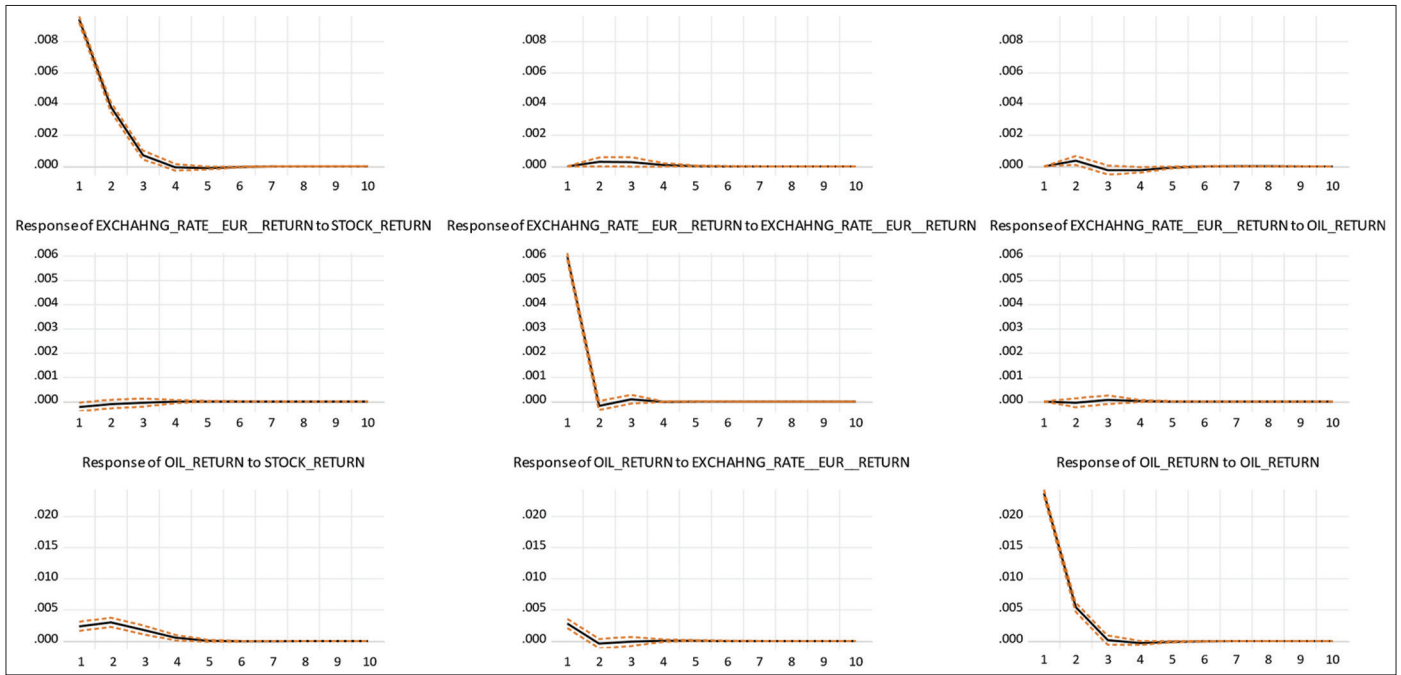 .008 .008 .008
.006 .006 .006
.004 .004 .004
.002 .002 .002
.000 .000 .000
1 2 3 4 5 6 7 8 9 10 1 2 3 4 5 6 7 8 9 10 1 2 3 4 5 6 7 8 9 10
Response of EXCHAHNG_RATE__EUR__RETURN to STOCK_RETURN Response of EXCHAHNG_RATE__EUR__RETURN to EXCHAHNG_RATE__EUR__RETURN Response of EXCHAHNG_RATE__EUR__RETURN to OIL_RETURN
.006 .006 .006
.005 .005 .005
.004 .004 .004
.003 .003 .003
.002 .002 .002
.001 .001 .001
.000 .000 .000
1 2 3 4 5 6 7 8 9 10 1 2 3 4 5 6 7 8 9 10 1 2 3 4 5 6 7 8 9 10
Response of OIL_RETURN to STOCK_RETURN Response of OIL_RETURN to EXCHAHNG_RATE__EUR__RETURN Response of OIL_RETURN to OIL_RETURN
.020 .020 .020
.015 .015 .015
.010 .010 .010
.005 .005 .005
.000 .000 .000
1 2 3 4 5 6 7 8 9 10 1 2 3 4 5 6 7 8 9 10 1 2 3 4 5 6 7 8 9 10